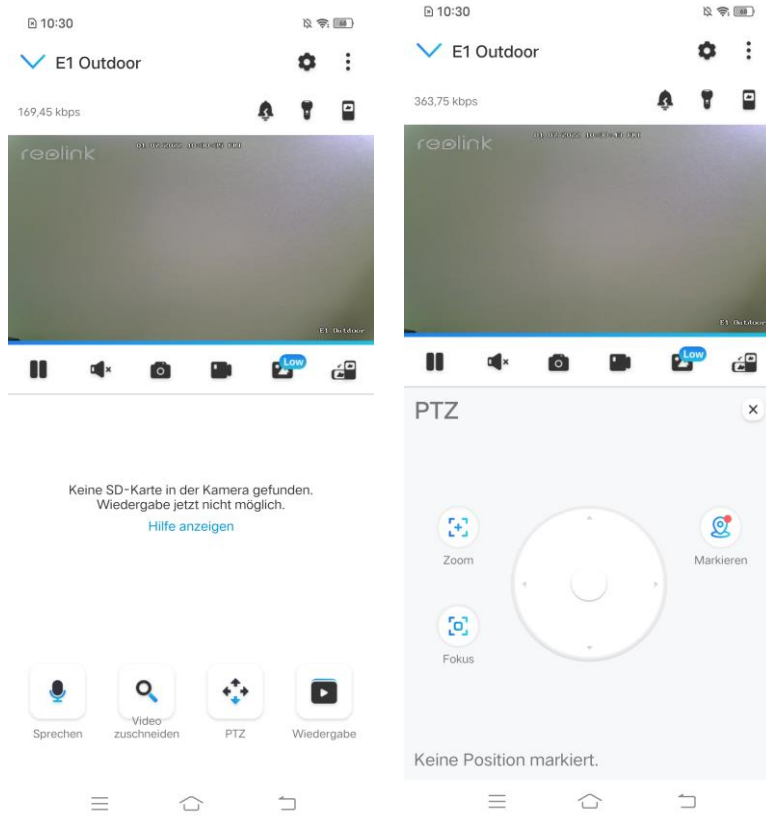 10:30
E1 Outdoor
169,45 kbps
reolink
E1 Outdoor
Low
Keine SD-Karte in der Kamera gefunden.
Wiedergabe jetzt nicht möglich.
Hilfe anzeigen
Sprechen
Video
zuschneiden
PTZ
Wiedergabe
10:30
E1 Outdoor
363,75 kbps
reolink
E1 Outdoor
Low
PTZ
Zoom
Markieren
Fokus
Keine Position markiert.